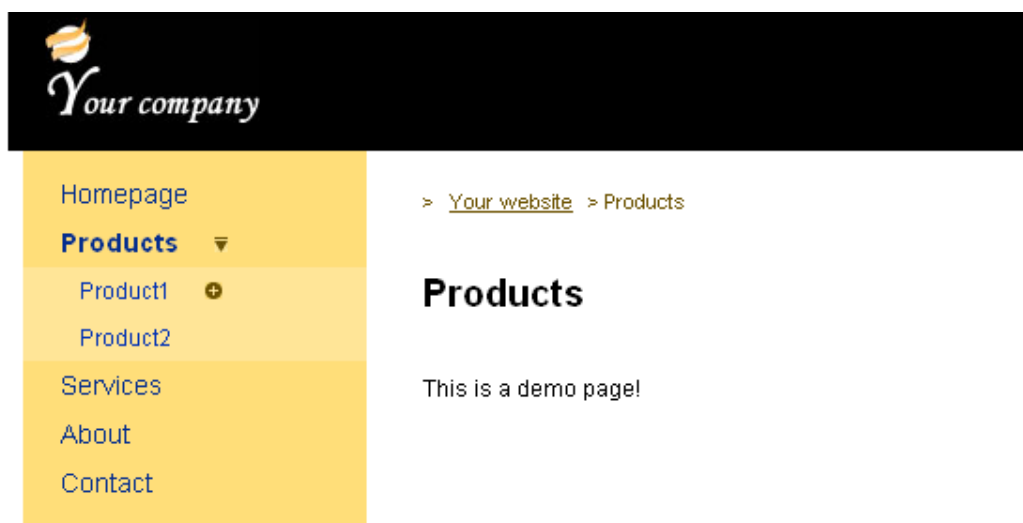 Your company
Homepage
Products
Product1
Product2
Services
About
Contact
> Your website > Products
Products
This is a demo page!